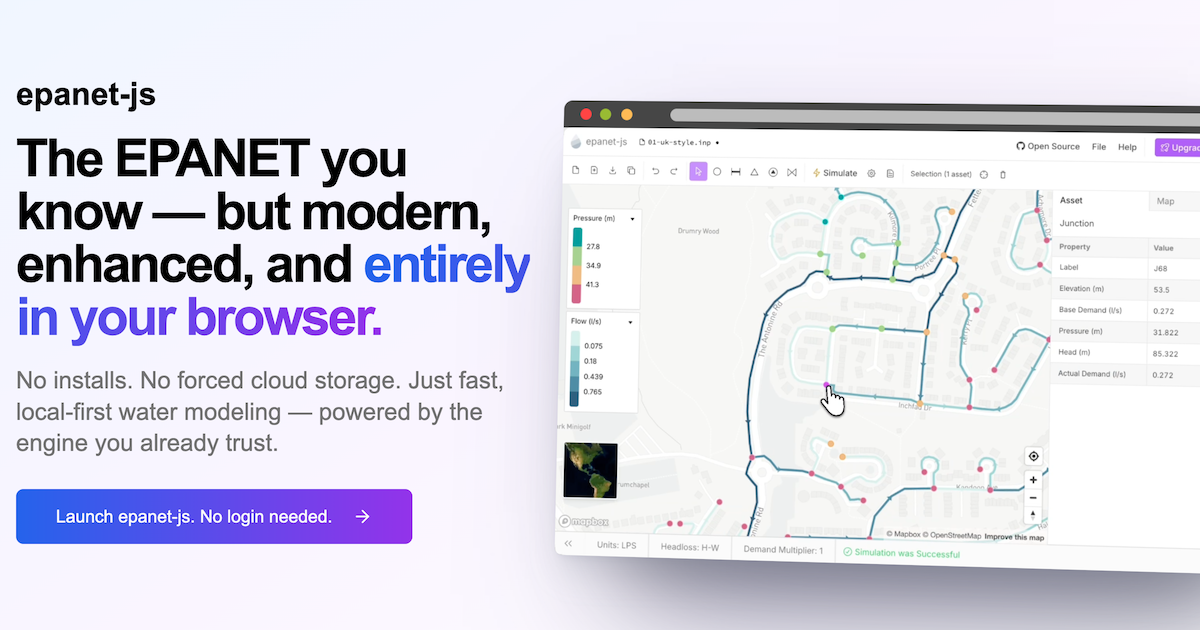 epanet-js
The EPANET you
know — but modern,
enhanced, and entirely
in your browser.
No installs. No forced cloud storage. Just fast,
local-first water modeling — powered by the
engine you already trust.
Launch epanet-js. No login needed. →
epanet-js
01-uk-style.inp •
Open Source
File
Help
Simulate
Selection (1 asset)
Pressure (m)
27.8
34.9
41.3
Flow (l/s)
0.075
0.18
0.439
0.765
Drumry Wood
The Antonine Rd
Inchfad Dr
mapbox
© Mapbox © OpenStreetMap Improve this map
Asset
Map
Junction
Property
Value
Label
J68
Elevation (m)
53.5
Base Demand (l/s)
0.272
Pressure (m)
31.822
Head (m)
85.322
Actual Demand (l/s)
0.272
Units: LPS
Headloss: H-W
Demand Multiplier: 1
Simulation was Successful